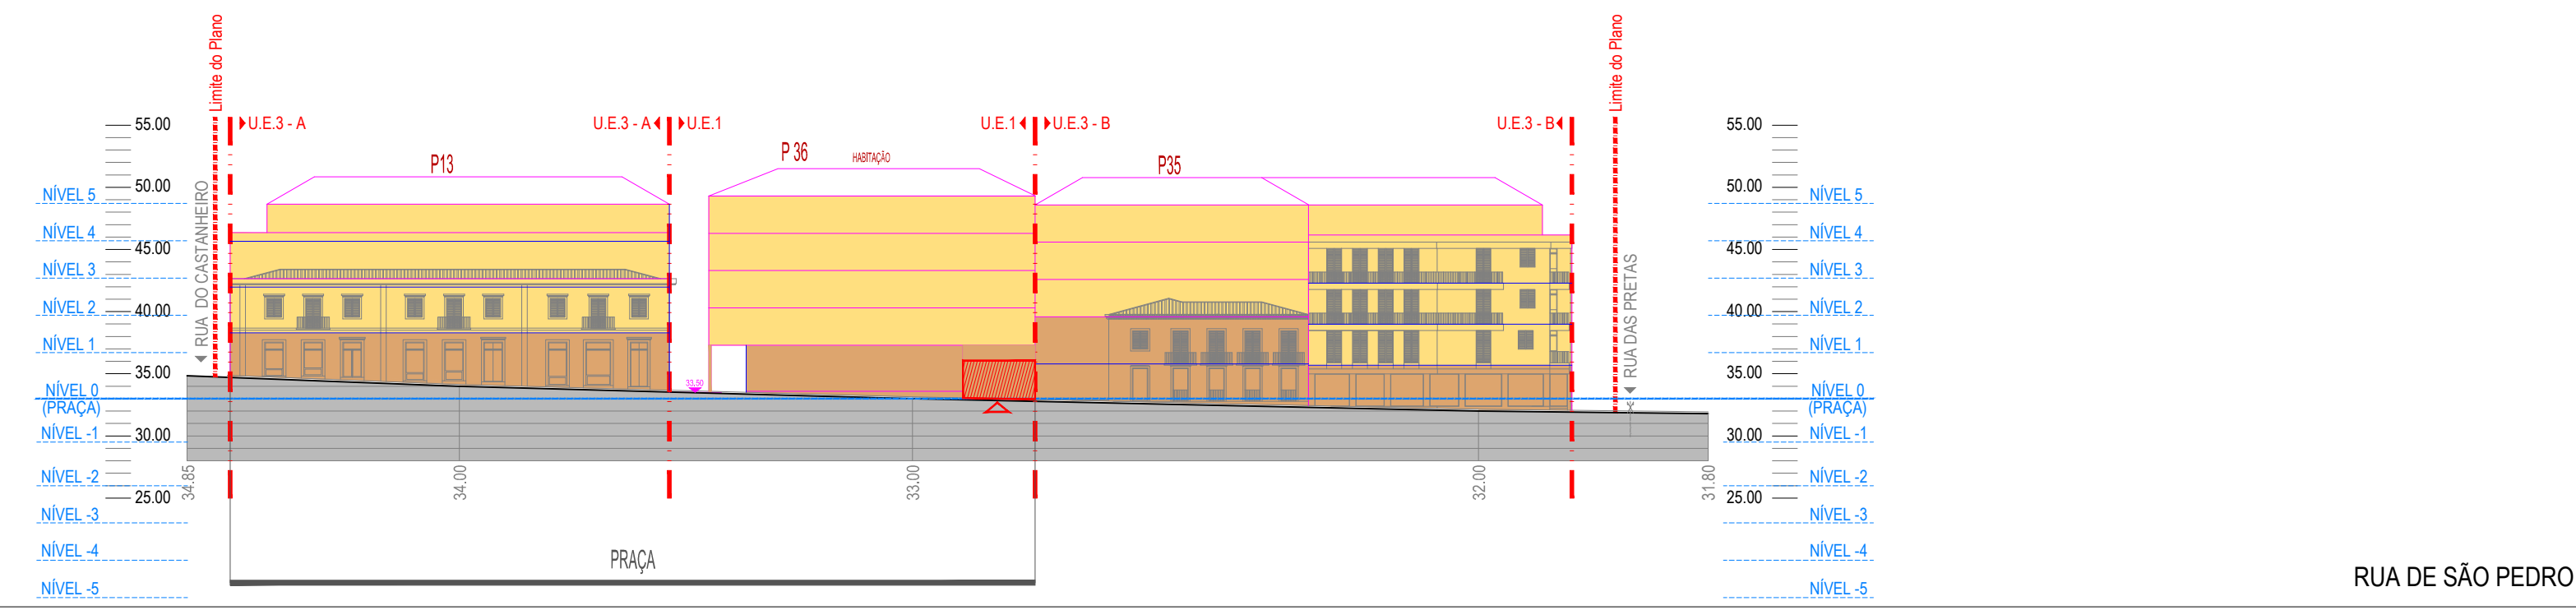 Limite do Plano
Limite do Plano
U.E.3 - A
U.E.3 - A
U.E.1
U.E.1
U.E.3 - B
U.E.3 - B
P13
P 36
HABITAÇÃO
P35
55.00
50.00
45.00
40.00
35.00
30.00
25.00
NÍVEL 5
NÍVEL 4
NÍVEL 3
NÍVEL 2
NÍVEL 1
NÍVEL 0
(PRAÇA)
NÍVEL -1
NÍVEL -2
NÍVEL -3
NÍVEL -4
NÍVEL -5
RUA DO CASTANHEIRO
33.50
RUA DAS PRETAS
55.00
50.00
45.00
40.00
35.00
30.00
25.00
NÍVEL 5
NÍVEL 4
NÍVEL 3
NÍVEL 2
NÍVEL 1
NÍVEL 0
(PRAÇA)
NÍVEL -1
NÍVEL -2
NÍVEL -3
NÍVEL -4
NÍVEL -5
34.85
34.00
33.00
32.00
31.80
PRAÇA
RUA DE SÃO PEDRO